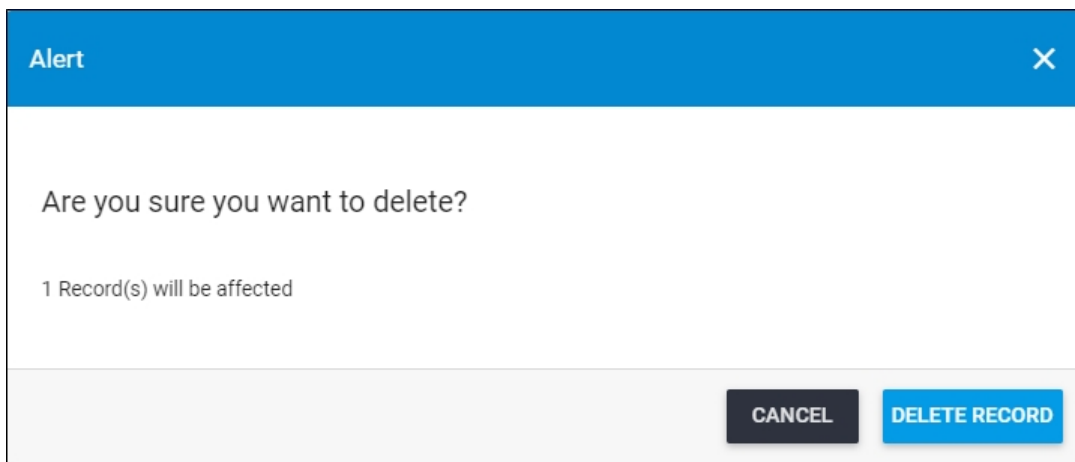 Alert
Are you sure you want to delete?
1 Record(s) will be affected
CANCEL DELETE RECORD